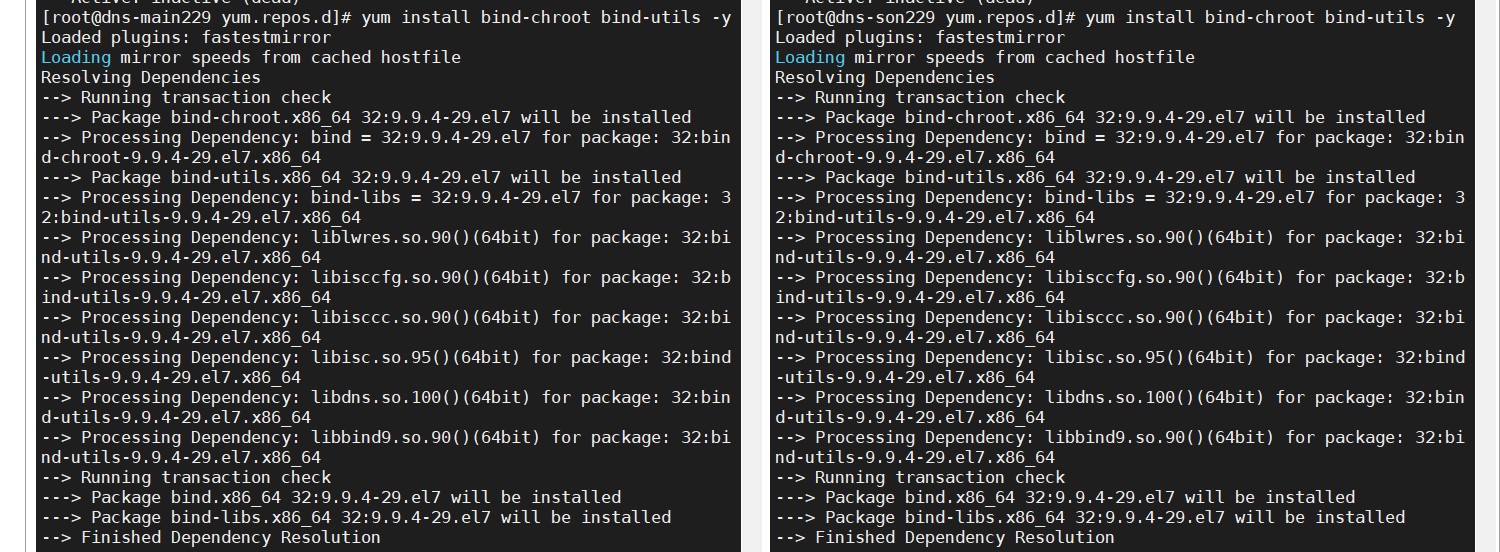 [root@dns-main229 yum.repos.d]# yum install bind-chroot bind-utils -y
Loaded plugins: fastestmirror
Loading mirror speeds from cached hostfile
Resolving Dependencies
--> Running transaction check
---> Package bind-chroot.x86_64 32:9.9.4-29.el7 will be installed
--> Processing Dependency: bind = 32:9.9.4-29.el7 for package: 32:bin
d-chroot-9.9.4-29.el7.x86_64
---> Package bind-utils.x86_64 32:9.9.4-29.el7 will be installed
--> Processing Dependency: bind-libs = 32:9.9.4-29.el7 for package: 3
2:bind-utils-9.9.4-29.el7.x86_64
--> Processing Dependency: liblwres.so.90()(64bit) for package: 32:bi
nd-utils-9.9.4-29.el7.x86_64
--> Processing Dependency: libisccfg.so.90()(64bit) for package: 32:b
ind-utils-9.9.4-29.el7.x86_64
--> Processing Dependency: libisccc.so.90()(64bit) for package: 32:bi
nd-utils-9.9.4-29.el7.x86_64
--> Processing Dependency: libisc.so.95()(64bit) for package: 32:bind
-utils-9.9.4-29.el7.x86_64
--> Processing Dependency: libdns.so.100()(64bit) for package: 32:bin
d-utils-9.9.4-29.el7.x86_64
--> Processing Dependency: libbind9.so.90()(64bit) for package: 32:bi
nd-utils-9.9.4-29.el7.x86_64
--> Running transaction check
---> Package bind.x86_64 32:9.9.4-29.el7 will be installed
---> Package bind-libs.x86_64 32:9.9.4-29.el7 will be installed
--> Finished Dependency Resolution
[root@dns-son229 yum.repos.d]# yum install bind-chroot bind-utils -y
Loaded plugins: fastestmirror
Loading mirror speeds from cached hostfile
Resolving Dependencies
--> Running transaction check
---> Package bind-chroot.x86_64 32:9.9.4-29.el7 will be installed
--> Processing Dependency: bind = 32:9.9.4-29.el7 for package: 32:bin
d-chroot-9.9.4-29.el7.x86_64
---> Package bind-utils.x86_64 32:9.9.4-29.el7 will be installed
--> Processing Dependency: bind-libs = 32:9.9.4-29.el7 for package: 3
2:bind-utils-9.9.4-29.el7.x86_64
--> Processing Dependency: liblwres.so.90()(64bit) for package: 32:bi
nd-utils-9.9.4-29.el7.x86_64
--> Processing Dependency: libisccfg.so.90()(64bit) for package: 32:b
ind-utils-9.9.4-29.el7.x86_64
--> Processing Dependency: libisccc.so.90()(64bit) for package: 32:bi
nd-utils-9.9.4-29.el7.x86_64
--> Processing Dependency: libisc.so.95()(64bit) for package: 32:bind
-utils-9.9.4-29.el7.x86_64
--> Processing Dependency: libdns.so.100()(64bit) for package: 32:bin
d-utils-9.9.4-29.el7.x86_64
--> Processing Dependency: libbind9.so.90()(64bit) for package: 32:bi
nd-utils-9.9.4-29.el7.x86_64
--> Running transaction check
---> Package bind.x86_64 32:9.9.4-29.el7 will be installed
---> Package bind-libs.x86_64 32:9.9.4-29.el7 will be installed
--> Finished Dependency Resolution